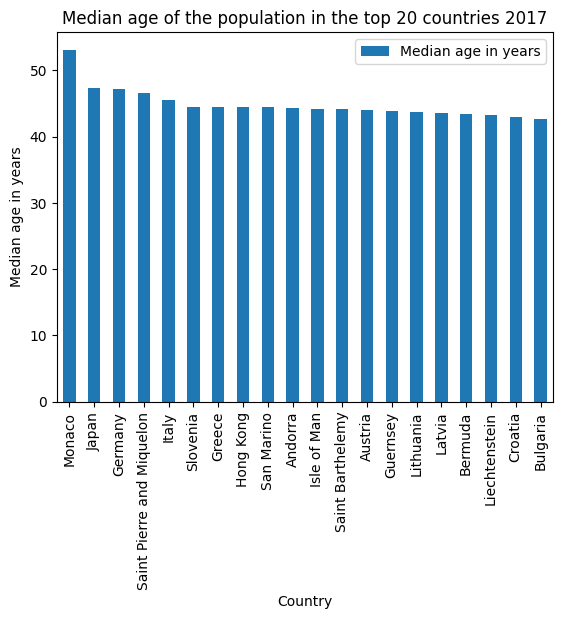 Median age of the population in the top 20 countries 2017
Median age in years
Median age in years
50
40
30
20
10
0
Monaco
Japan
Germany
Saint Pierre and Miquelon
Italy
Slovenia
Greece
Hong Kong
San Marino
Andorra
Isle of Man
Saint Barthelemy
Austria
Guernsey
Lithuania
Latvia
Bermuda
Liechtenstein
Croatia
Bulgaria
Country